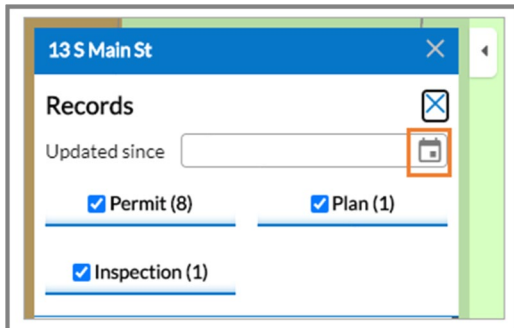 13 S Main St
Records
Updated since
Permit (8)
Plan (1)
Inspection (1)